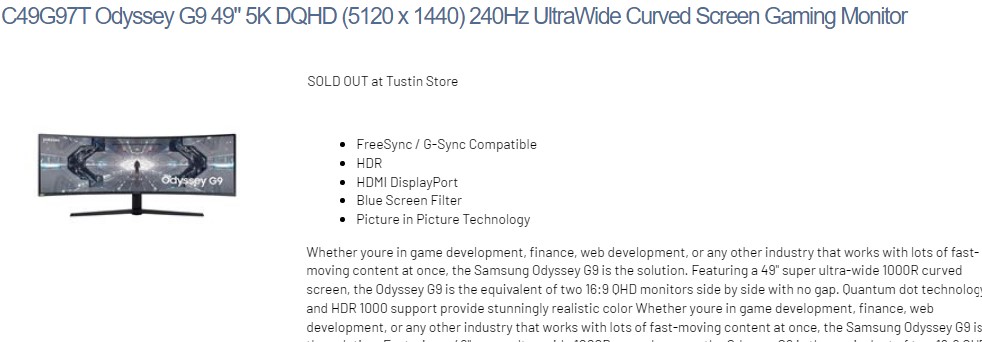 C49G97T Odyssey G9 49" 5K DQHD (5120 x 1440) 240Hz UltraWide Curved Screen Gaming Monitor
SOLD OUT at Tustin Store
SAMSUNG
Odyssey G9
FreeSync / G-Sync Compatible
HDR
HDMI DisplayPort
Blue Screen Filter
Picture in Picture Technology
Whether youre in game development, finance, web development, or any other industry that works with lots of fast-
moving content at once, the Samsung Odyssey G9 is the solution. Featuring a 49" super ultra-wide 1000R curved
screen, the Odyssey G9 is the equivalent of two 16:9 QHD monitors side by side with no gap. Quantum dot technology
and HDR 1000 support provide stunningly realistic color Whether youre in game development, finance, web
development, or any other industry that works with lots of fast-moving content at once, the Samsung Odyssey G9 is